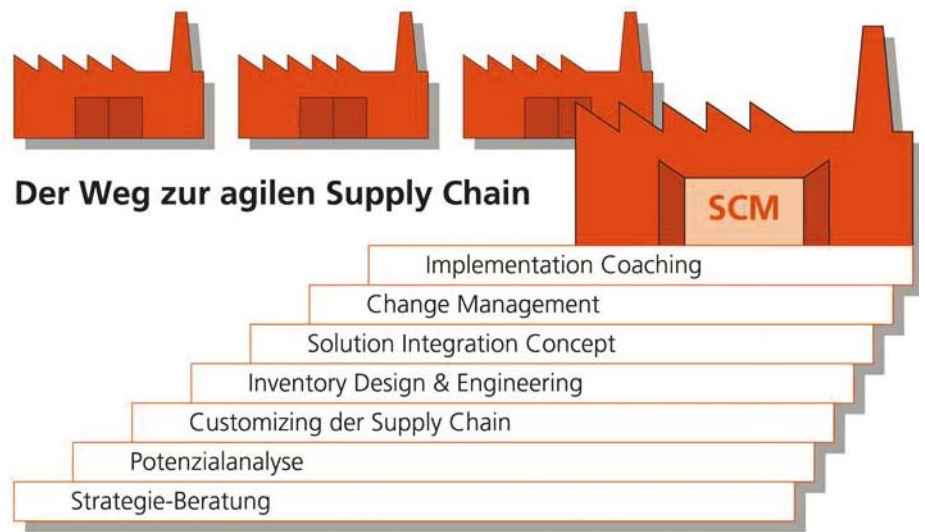 Der Weg zur agilen Supply Chain
SCM
Implementation Coaching
Change Management
Solution Integration Concept
Inventory Design & Engineering
Customizing der Supply Chain
Potenzialanalyse
Strategie-Beratung